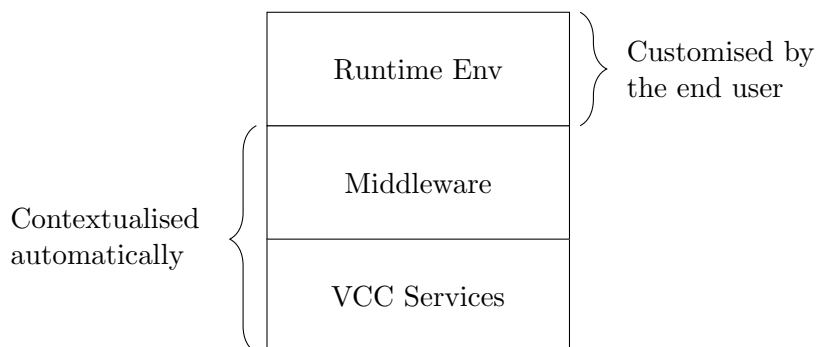 Runtime Env
Customised by
the end user
Middleware
Contextualised
automatically
VCC Services